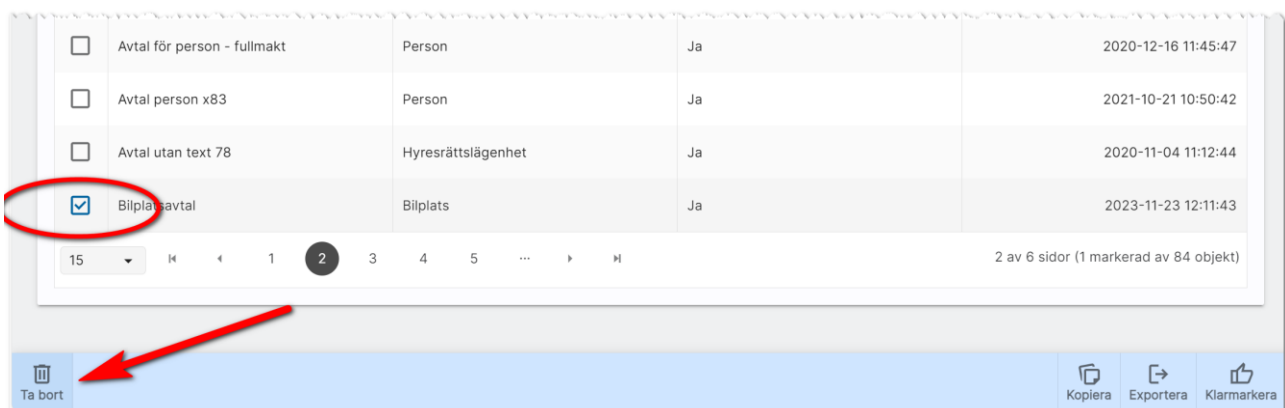 Avtal för person - fullmakt Person Ja 2020-12-16 11:45:47
Avtal person x83 Person Ja 2021-10-21 10:50:42
Avtal utan text 78 Hyresrättslägenhet Ja 2020-11-04 11:12:44
Bilplatsavtal Bilplats Ja 2023-11-23 12:11:43
15 1 2 3 4 5 ... 2 av 6 sidor (1 markerad av 84 objekt)
Ta bort Kopiera Exportera Klarmarkera